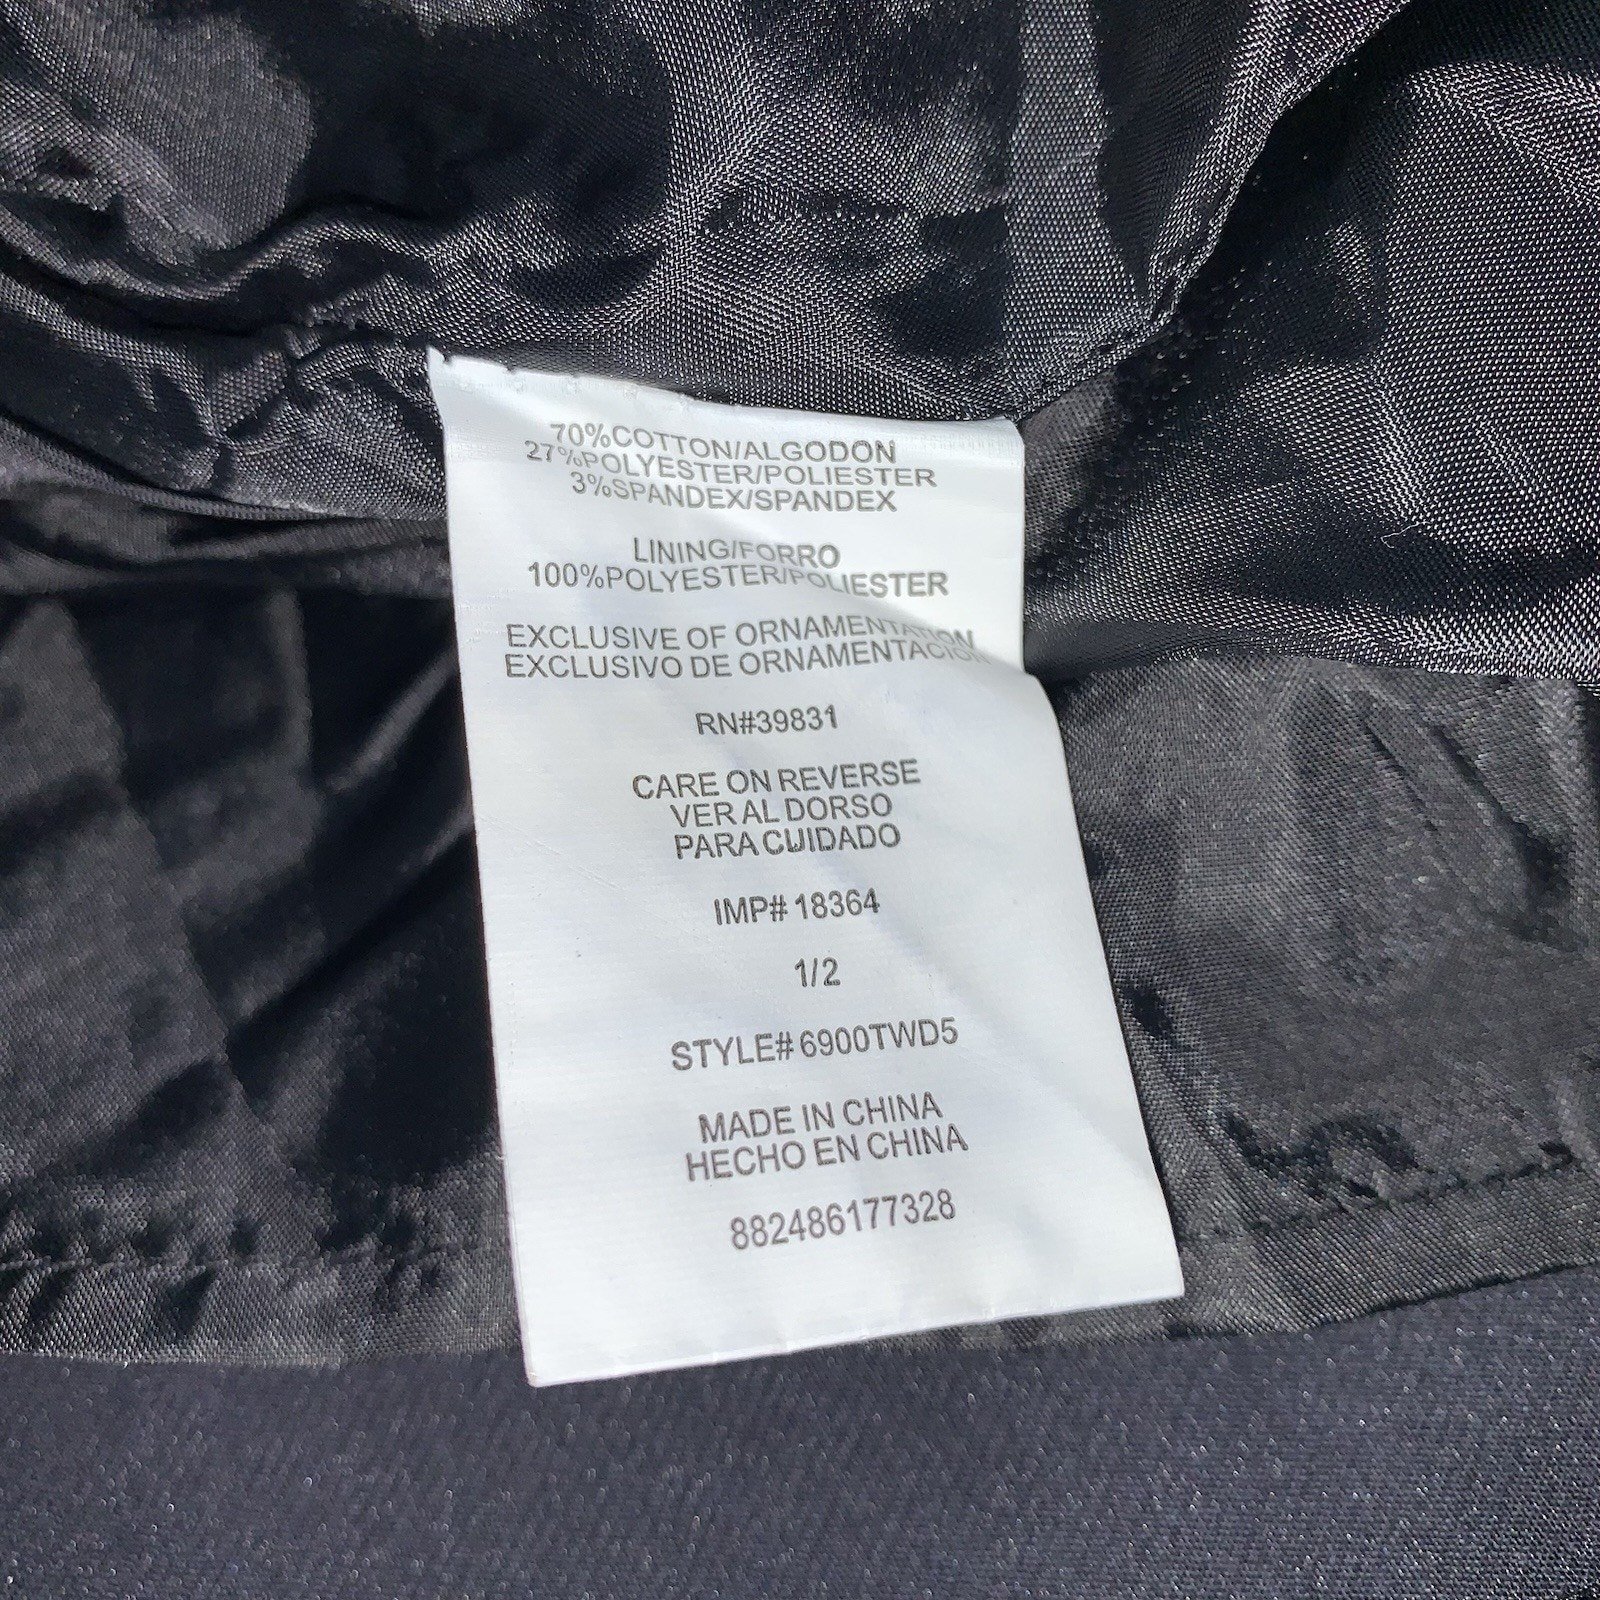 70%COTTON/ALGODON
27%POLYESTER/POLIESTER
3%SPANDEX/SPANDEX
LINING/FORRO
100%POLYESTER/POLIESTER
EXCLUSIVE OF ORNAMENTATION
EXCLUSIVO DE ORNAMENTACION
RN#39831
CARE ON REVERSE
VER AL DORSO
PARA CUIDADO
IMP# 18364
1/2
STYLE# 6900TWD5
MADE IN CHINA
HECHO EN CHINA
882486177328